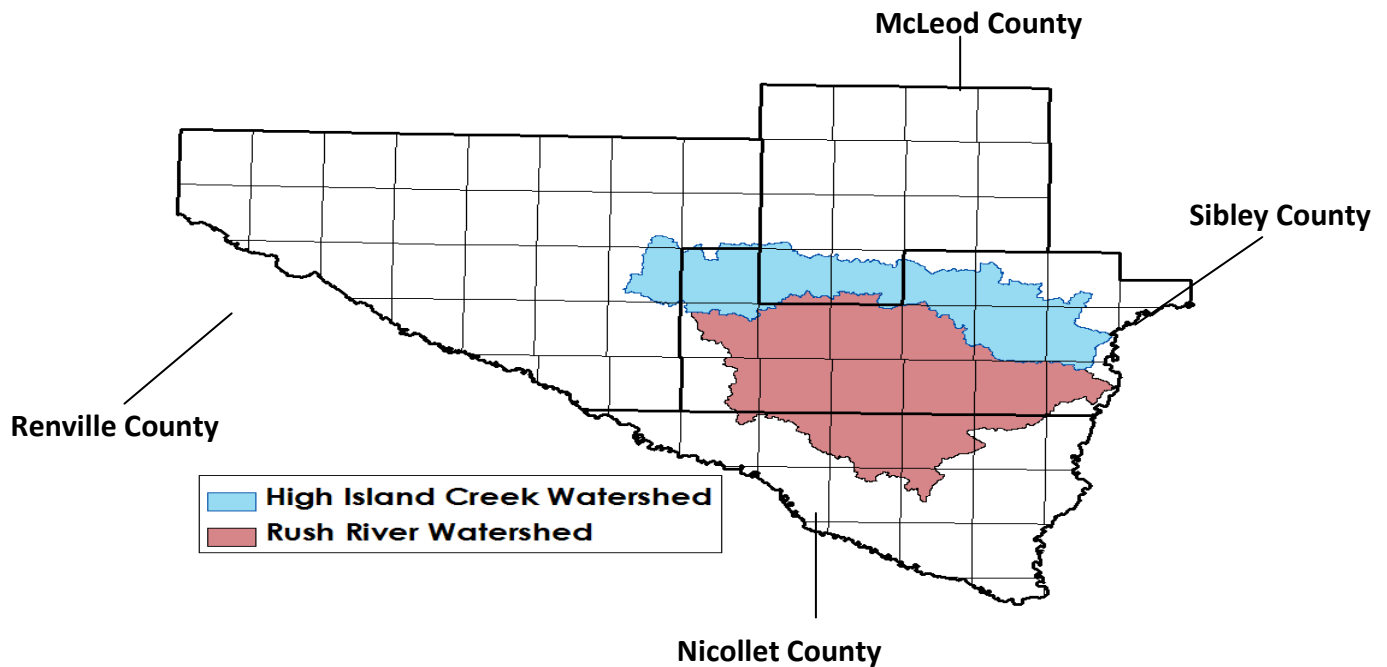 McLeod County
Sibley County
Renville County
High Island Creek Watershed
Rush River Watershed
Nicollet County